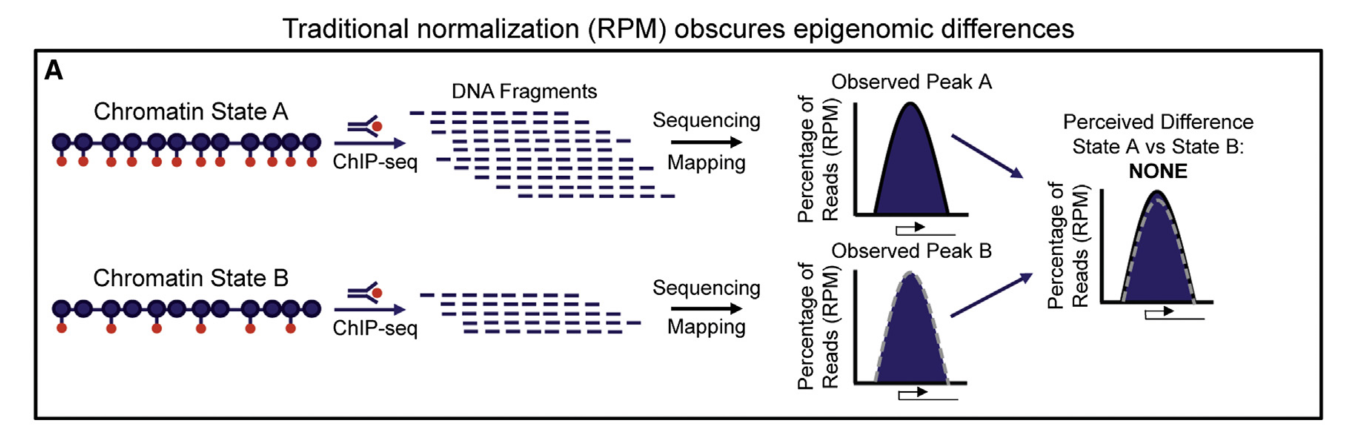 Traditional normalization (RPM) obscures epigenomic differences
A
Chromatin State A
ChIP-seq
DNA Fragments
Sequencing
Mapping
Observed Peak A
Percentage of
Reads (RPM)
Chromatin State B
ChIP-seq
Sequencing
Mapping
Observed Peak B
Percentage of
Reads (RPM)
Perceived Difference
State A vs State B:
NONE
Percentage of
Reads (RPM)